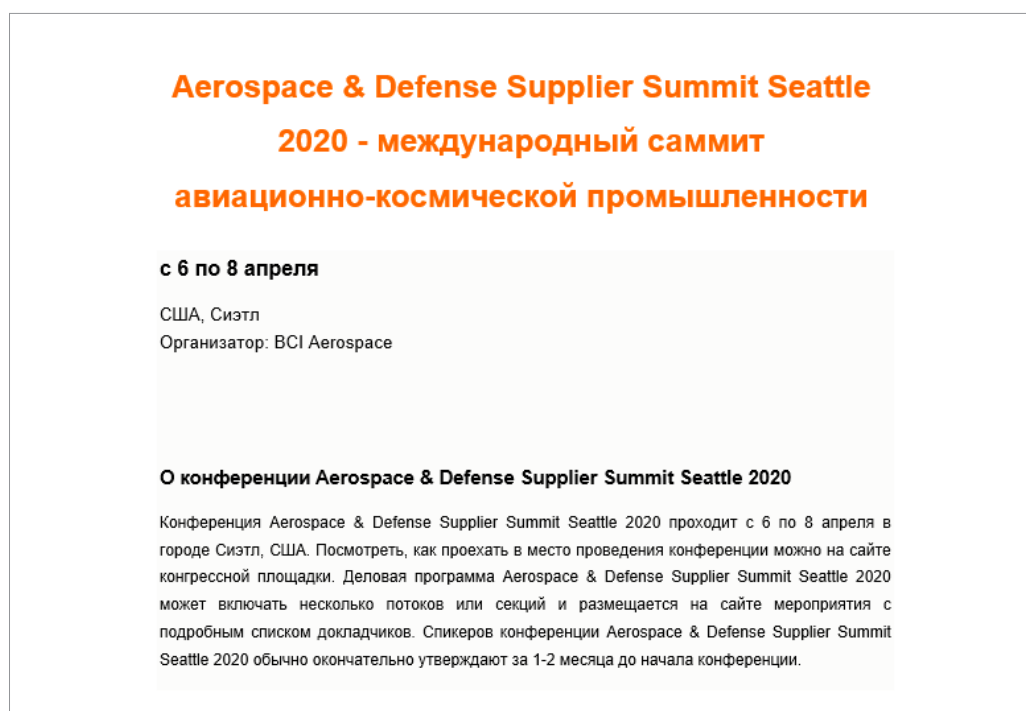 Aerospace & Defense Supplier Summit Seattle
2020 - международный саммит
авиационно-космической промышленности
с 6 по 8 апреля
США, Сиэтл
Организатор: BCI Aerospace
О конференции Aerospace & Defense Supplier Summit Seattle 2020
Конференция Aerospace & Defense Supplier Summit Seattle 2020 проходит с 6 по 8 апреля в
городе Сиэтл, США. Посмотреть, как проехать в место проведения конференции можно на сайте
конгрессной площадки. Деловая программа Aerospace & Defense Supplier Summit Seattle 2020
может включать несколько потоков или секций и размещается на сайте мероприятия с
подробным списком докладчиков. Спикеров конференции Aerospace & Defense Supplier Summit
Seattle 2020 обычно окончательно утверждают за 1-2 месяца до начала конференции.